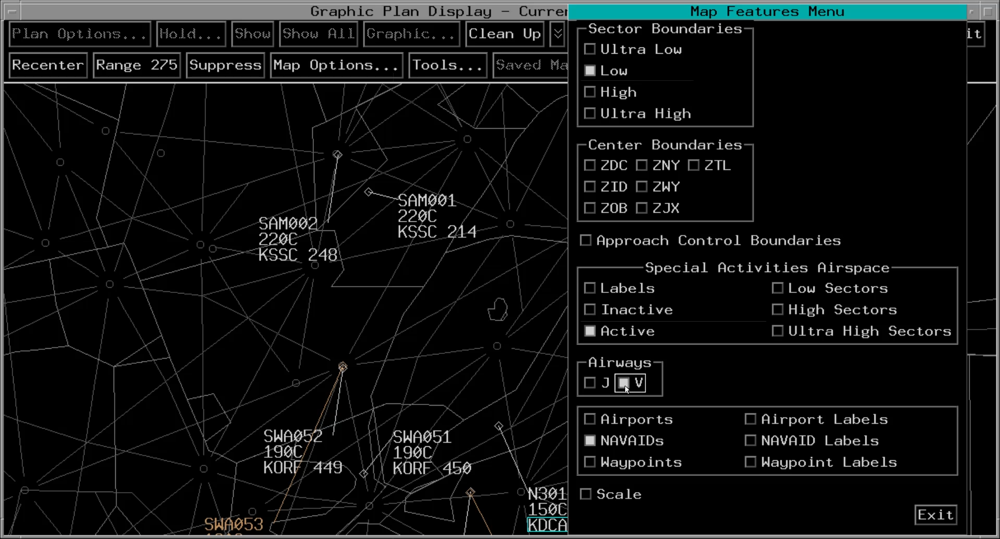 Graphic Plan Display - Curre
Map Features Menu
Plan Options... Hold... Show Show All Graphic... Clean Up
it
Recenter Range 275 Suppress Map Options... Tools... Saved Ma
Sector Boundaries
Ultra Low
Low
High
Ultra High
Center Boundaries
ZDC ZNY ZTL
ZID ZWY
ZOB ZJX
Approach Control Boundaries
Special Activities Airspace
Labels Low Sectors
Inactive High Sectors
Active Ultra High Sectors
Airways
J V
Airports Airport Labels
NAVAIDs NAVAID Labels
Waypoints Waypoint Labels
Scale
Exit
SAM001
220C
KSSC 214
SAM002
220C
KSSC 248
SWA052
190C
KORF 449
SWA051
190C
KORF 450
N301
150C
KDCA
SWA053